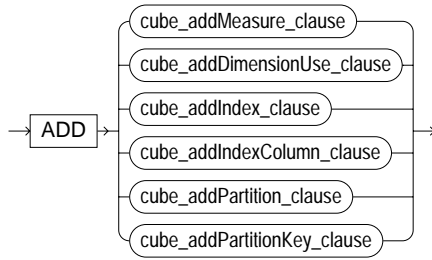 cube_addMeasure_clause
cube_addDimensionUse_clause
cube_addIndex_clause
ADD
cube_addIndexColumn_clause
cube_addPartition_clause
cube_addPartitionKey_clause